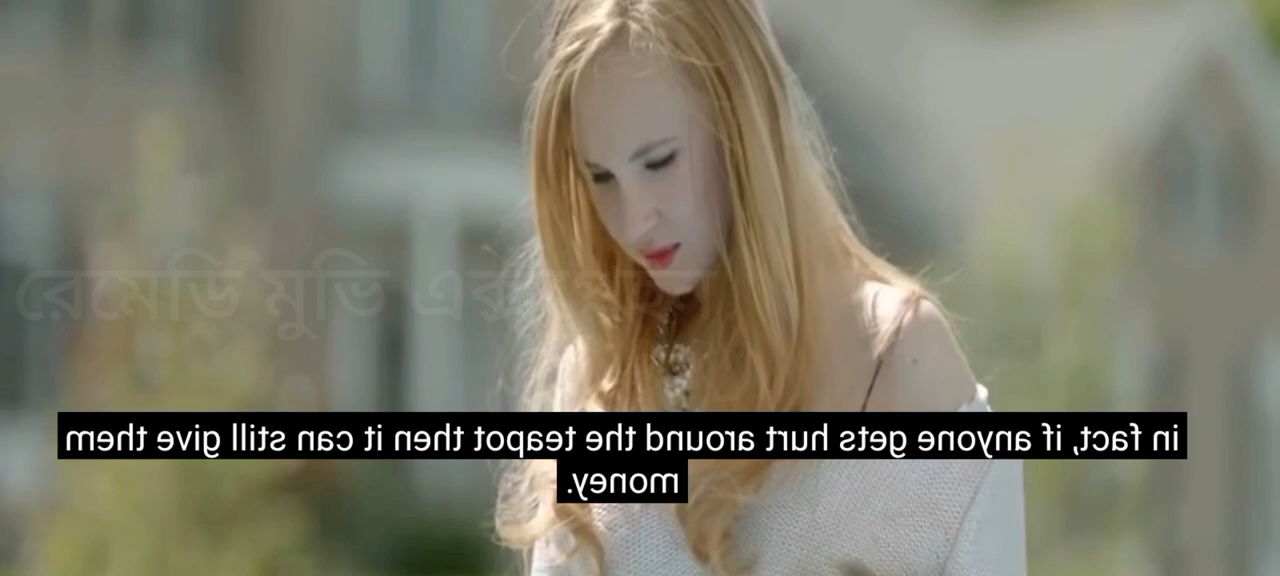 রেমেডি মুভি
in fact, if anyone gets hurt around the teapot then it can still give them
money.